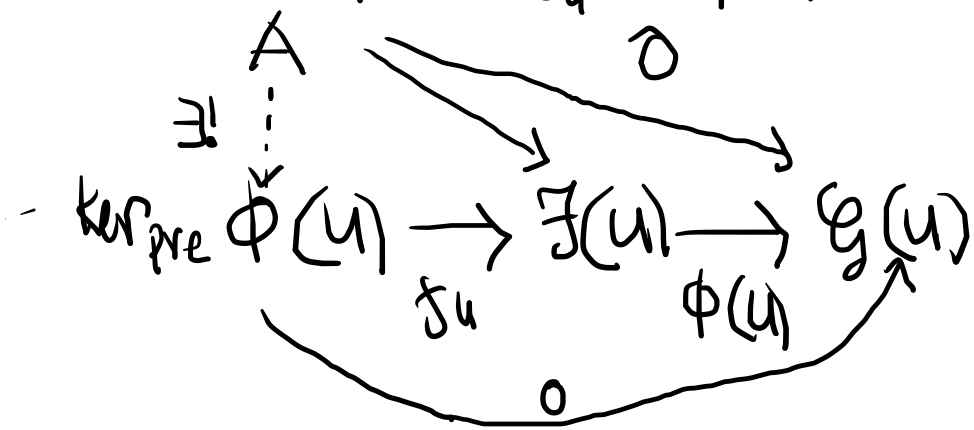 A 0
∃!
ker_pre Φ(U) → ℱ(U) → 𝒢(U)
f_U ϕ(U)
0